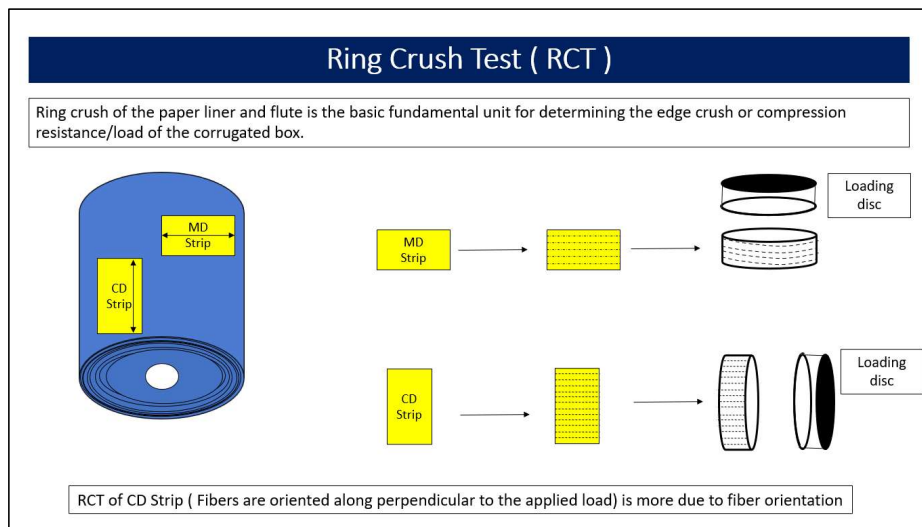 Ring Crush Test ( RCT )
Ring crush of the paper liner and flute is the basic fundamental unit for determining the edge crush or compression
resistance/load of the corrugated box.
MD
Strip
CD
Strip
MD
Strip
Loading
disc
CD
Strip
Loading
disc
RCT of CD Strip ( Fibers are oriented along perpendicular to the applied load) is more due to fiber orientation